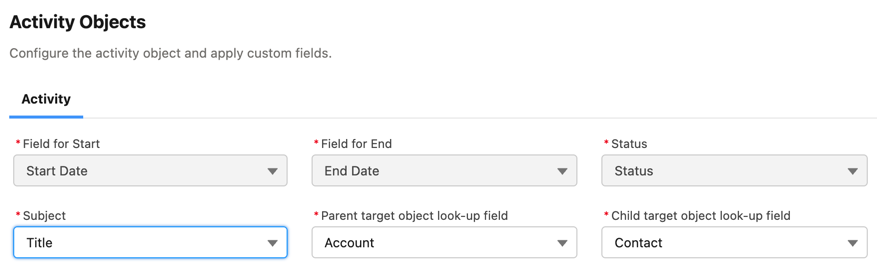 Activity Objects
Configure the activity object and apply custom fields.
Activity
* Field for Start * Field for End * Status
Start Date End Date Status
* Subject * Parent target object look-up field * Child target object look-up field
Title Account Contact